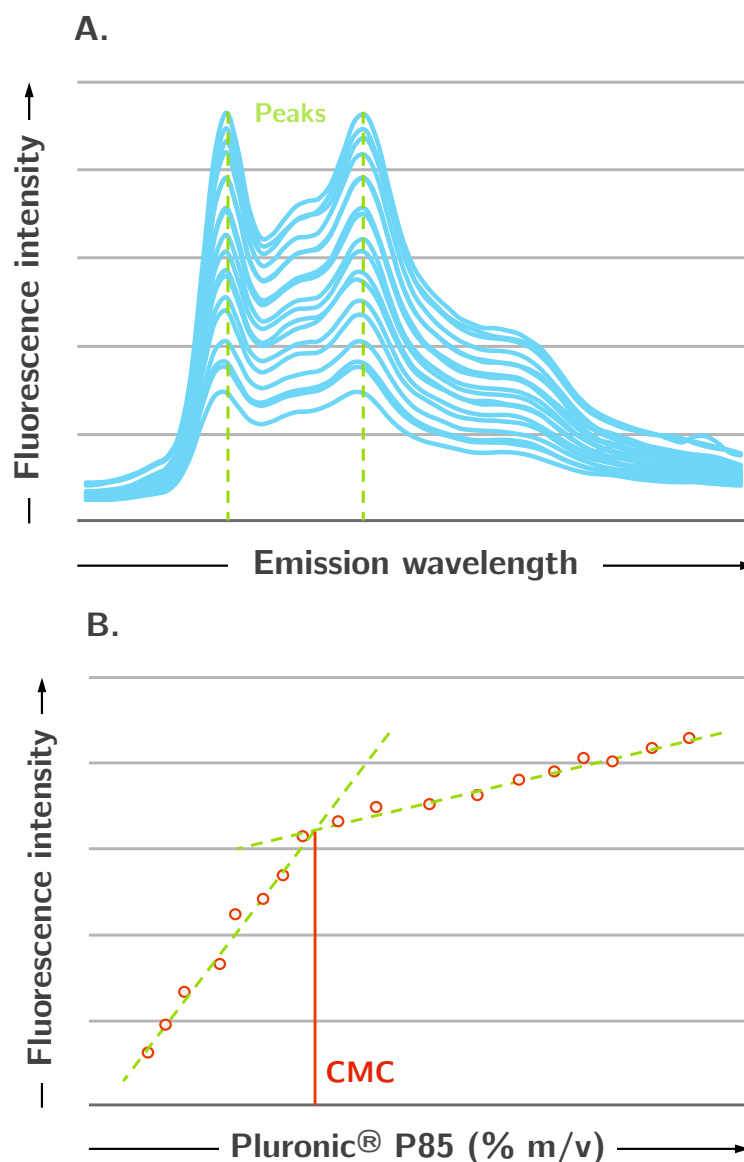 A.
Peaks
Fluorescence intensity
Emission wavelength
B.
Fluorescence intensity
CMC
Pluronic® P85 (% m/v)